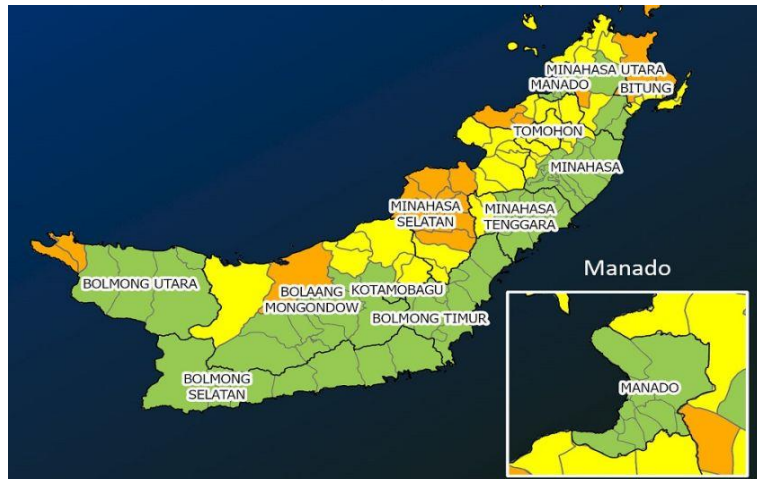 MINAHASA UTARA
MANADO
BITUNG
TOMOHON
MINAHASA
MINAHASA
SELATAN
MINAHASA
TENGGARA
BOLMONG UTARA
BOLAANG
MONGONDOW
KOTAMOBAGU
BOLMONG TIMUR
BOLMONG
SELATAN
Manado
MANADO